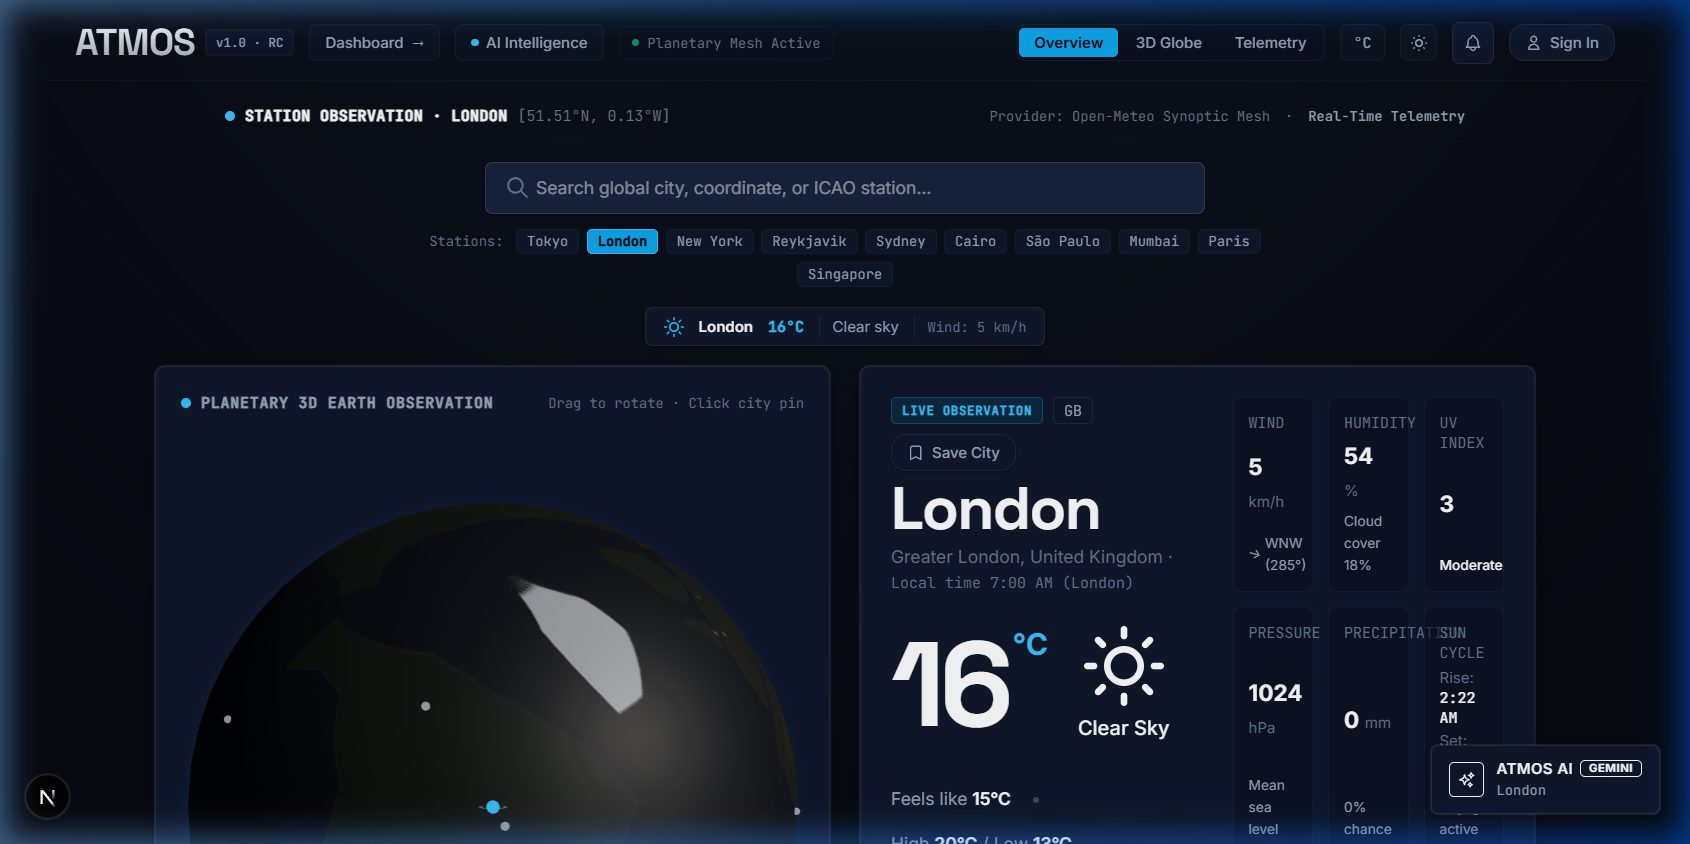 ATMOS v1.0 · RC Dashboard → AI Intelligence Planetary Mesh Active Overview 3D Globe Telemetry °C Sign In
STATION OBSERVATION • LONDON [51.51°N, 0.13°W] Provider: Open-Meteo Synoptic Mesh · Real-Time Telemetry
Search global city, coordinate, or ICAO station...
Stations: Tokyo London New York Reykjavik Sydney Cairo São Paulo Mumbai Paris
Singapore
London 16°C Clear sky Wind: 5 km/h
PLANETARY 3D EARTH OBSERVATION Drag to rotate · Click city pin
LIVE OBSERVATION GB
Save City
London
Greater London, United Kingdom ·
Local time 7:00 AM (London)
16 °C
Clear Sky
Feels like 15°C
High 20°C / Low 13°C
WIND
5
km/h
→ WNW
(285°)
HUMIDITY
54
%
Cloud
cover
18%
UV
INDEX
3
Moderate
PRESSURE
1024
hPa
Mean
sea
level
PRECIPITATION
0 mm
0%
chance
SUN
CYCLE
Rise:
2:22
AM
Set:
active
N
ATMOS AI GEMINI
London